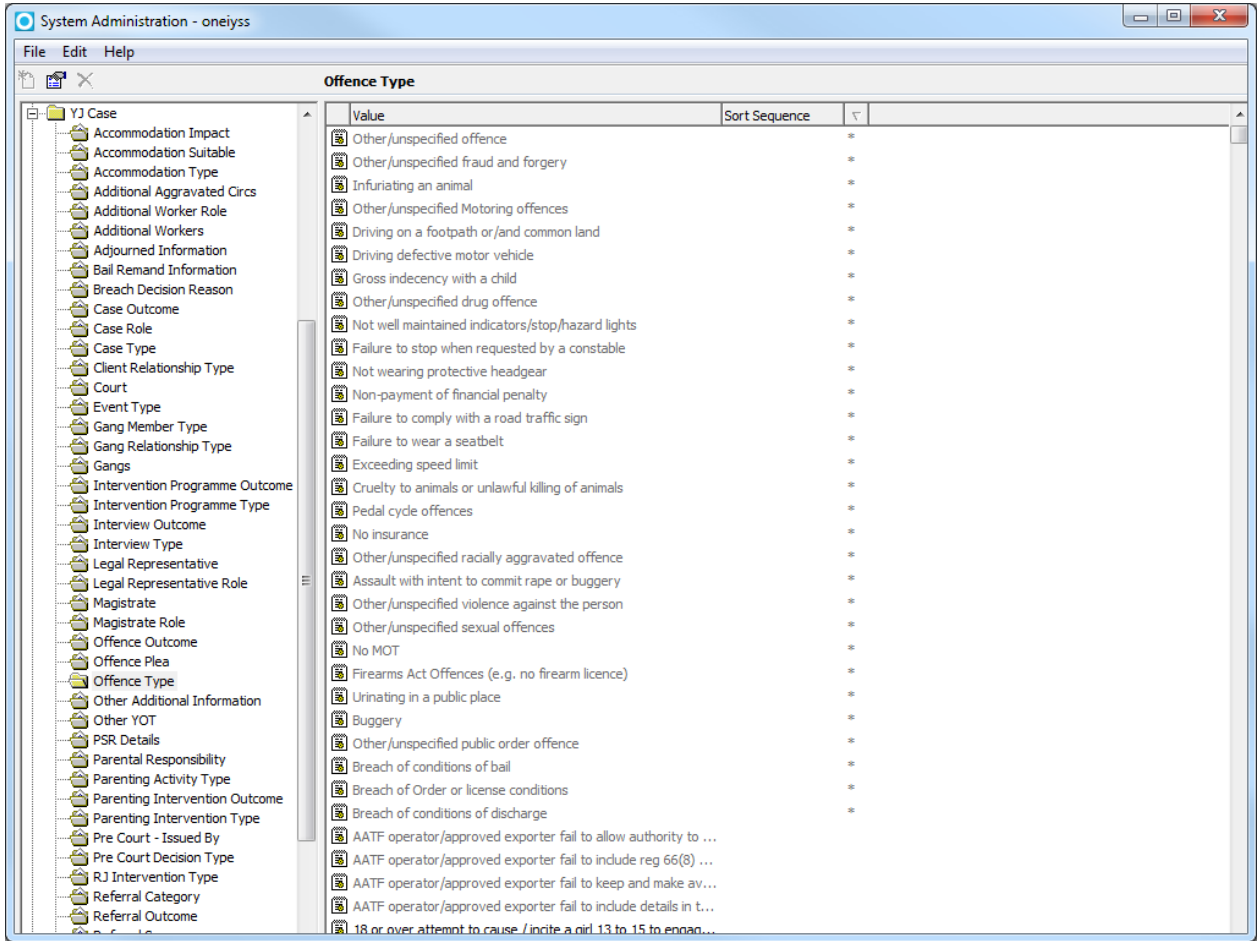 System Administration - oneiyss
File Edit Help
Offence Type
YJ Case
Accommodation Impact
Accommodation Suitable
Accommodation Type
Additional Aggravated Circs
Additional Worker Role
Additional Workers
Adjourned Information
Bail Remand Information
Breach Decision Reason
Case Outcome
Case Role
Case Type
Client Relationship Type
Court
Event Type
Gang Member Type
Gang Relationship Type
Gangs
Intervention Programme Outcome
Intervention Programme Type
Interview Outcome
Interview Type
Legal Representative
Legal Representative Role
Magistrate
Magistrate Role
Offence Outcome
Offence Plea
Offence Type
Other Additional Information
Other YOT
PSR Details
Parental Responsibility
Parenting Activity Type
Parenting Intervention Outcome
Parenting Intervention Type
Pre Court - Issued By
Pre Court Decision Type
RJ Intervention Type
Referral Category
Referral Outcome
Value Sort Sequence
Other/unspecified offence *
Other/unspecified fraud and forgery *
Infuriating an animal *
Other/unspecified Motoring offences *
Driving on a footpath or/and common land *
Driving defective motor vehicle *
Gross indecency with a child *
Other/unspecified drug offence *
Not well maintained indicators/stop/hazard lights *
Failure to stop when requested by a constable *
Not wearing protective headgear *
Non-payment of financial penalty *
Failure to comply with a road traffic sign *
Failure to wear a seatbelt *
Exceeding speed limit *
Cruelty to animals or unlawful killing of animals *
Pedal cycle offences *
No insurance *
Other/unspecified racially aggravated offence *
Assault with intent to commit rape or buggery *
Other/unspecified violence against the person *
Other/unspecified sexual offences *
No MOT *
Firearms Act Offences (e.g. no firearm licence) *
Urinating in a public place *
Buggery *
Other/unspecified public order offence *
Breach of conditions of bail *
Breach of Order or license conditions *
Breach of conditions of discharge *
AATF operator/approved exporter fail to allow authority to ...
AATF operator/approved exporter fail to include reg 66(8) ...
AATF operator/approved exporter fail to keep and make av...
AATF operator/approved exporter fail to include details in t...
18 or over attempt to cause / incite a girl 13 to 15 to engag...